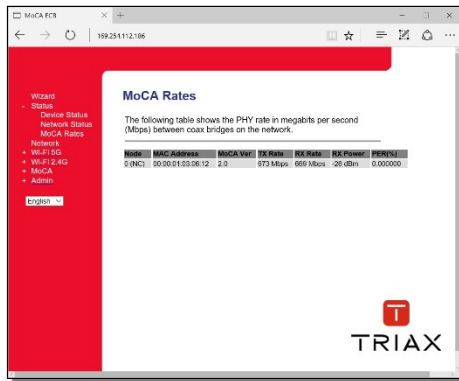 MoCA ECB
169.254.112.106
Wizard
- Status
Device Status
Network Status
MoCA Rates
Network
+ Wi-Fi 5G
+ Wi-Fi 2,4G
+ MoCA
+ Admin
English
MoCA Rates
The following table shows the PHY rate in megabits per second
(Mbps) between coax bridges on the network.
Node MAC Address MoCA Ver TX Rate RX Rate RX Power PER(%)
0 (NC) 00:00:01:03:06:12 2.0 673 Mbps 669 Mbps -26 dBm 0.000000
TRIAX